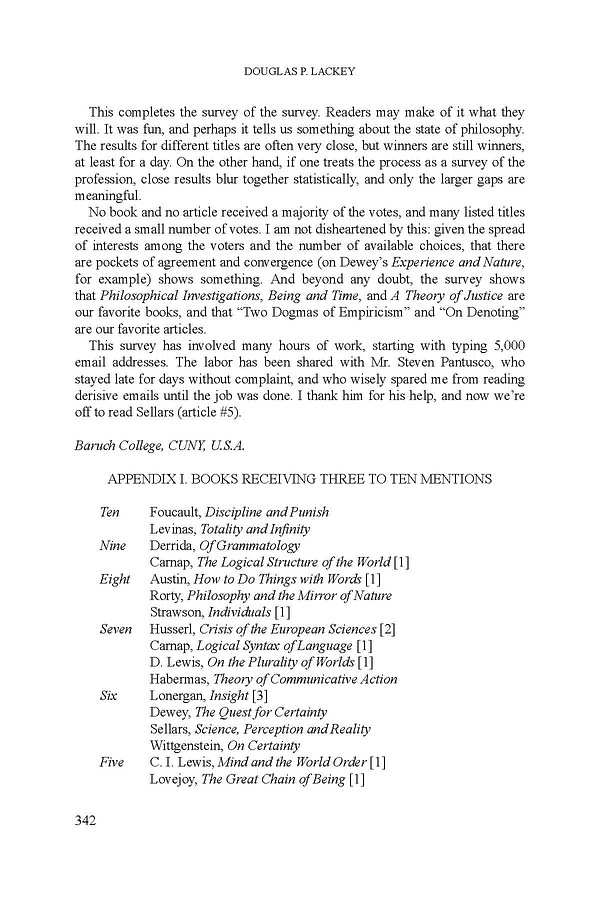 DOUGLAS P. LACKEY
This completes the survey of the survey. Readers may make of it what they
will. It was fun, and perhaps it tells us something about the state of philosophy.
The results for different titles are often very close, but winners are still winners,
at least for a day. On the other hand, if one treats the process as a survey of the
profession, close results blur together statistically, and only the larger gaps are
meaningful.
No book and no article received a majority of the votes, and many listed titles
received a small number of votes. I am not disheartened by this: given the spread
of interests among the voters and the number of available choices, that there
are pockets of agreement and convergence (on Dewey’s Experience and Nature,
for example) shows something. And beyond any doubt, the survey shows
that Philosophical Investigations, Being and Time, and A Theory of Justice are
our favorite books, and that “Two Dogmas of Empiricism” and “On Denoting”
are our favorite articles.
This survey has involved many hours of work, starting with typing 5,000
email addresses. The labor has been shared with Mr. Steven Pantusco, who
stayed late for days without complaint, and who wisely spared me from reading
derisive emails until the job was done. I thank him for his help, and now we’re
off to read Sellars (article #5).
Baruch College, CUNY, U.S.A.
APPENDIX I. BOOKS RECEIVING THREE TO TEN MENTIONS
Ten Foucault, Discipline and Punish
Levinas, Totality and Infinity
Nine Derrida, Of Grammatology
Carnap, The Logical Structure of the World [1]
Eight Austin, How to Do Things with Words [1]
Rorty, Philosophy and the Mirror of Nature
Strawson, Individuals [1]
Seven Husserl, Crisis of the European Sciences [2]
Carnap, Logical Syntax of Language [1]
D. Lewis, On the Plurality of Worlds [1]
Habermas, Theory of Communicative Action
Six Lonergan, Insight [3]
Dewey, The Quest for Certainty
Sellars, Science, Perception and Reality
Wittgenstein, On Certainty
Five C. I. Lewis, Mind and the World Order [1]
Lovejoy, The Great Chain of Being [1]
342